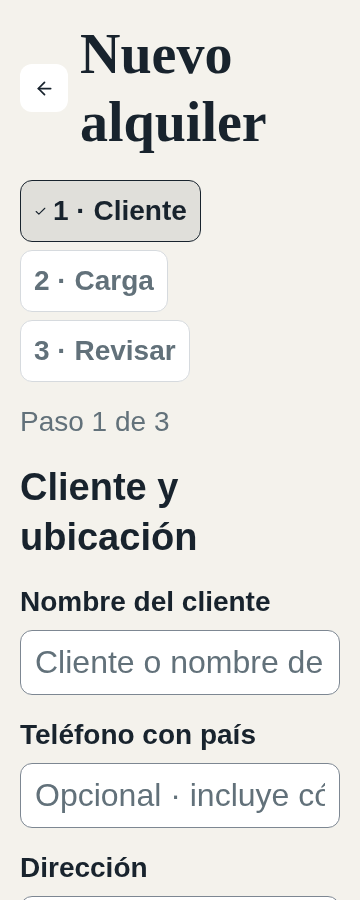 Nuevo
alquiler
1 · Cliente
2 · Carga
3 · Revisar
Paso 1 de 3
Cliente y
ubicación
Nombre del cliente
Cliente o nombre de
Teléfono con país
Opcional · incluye có
Dirección